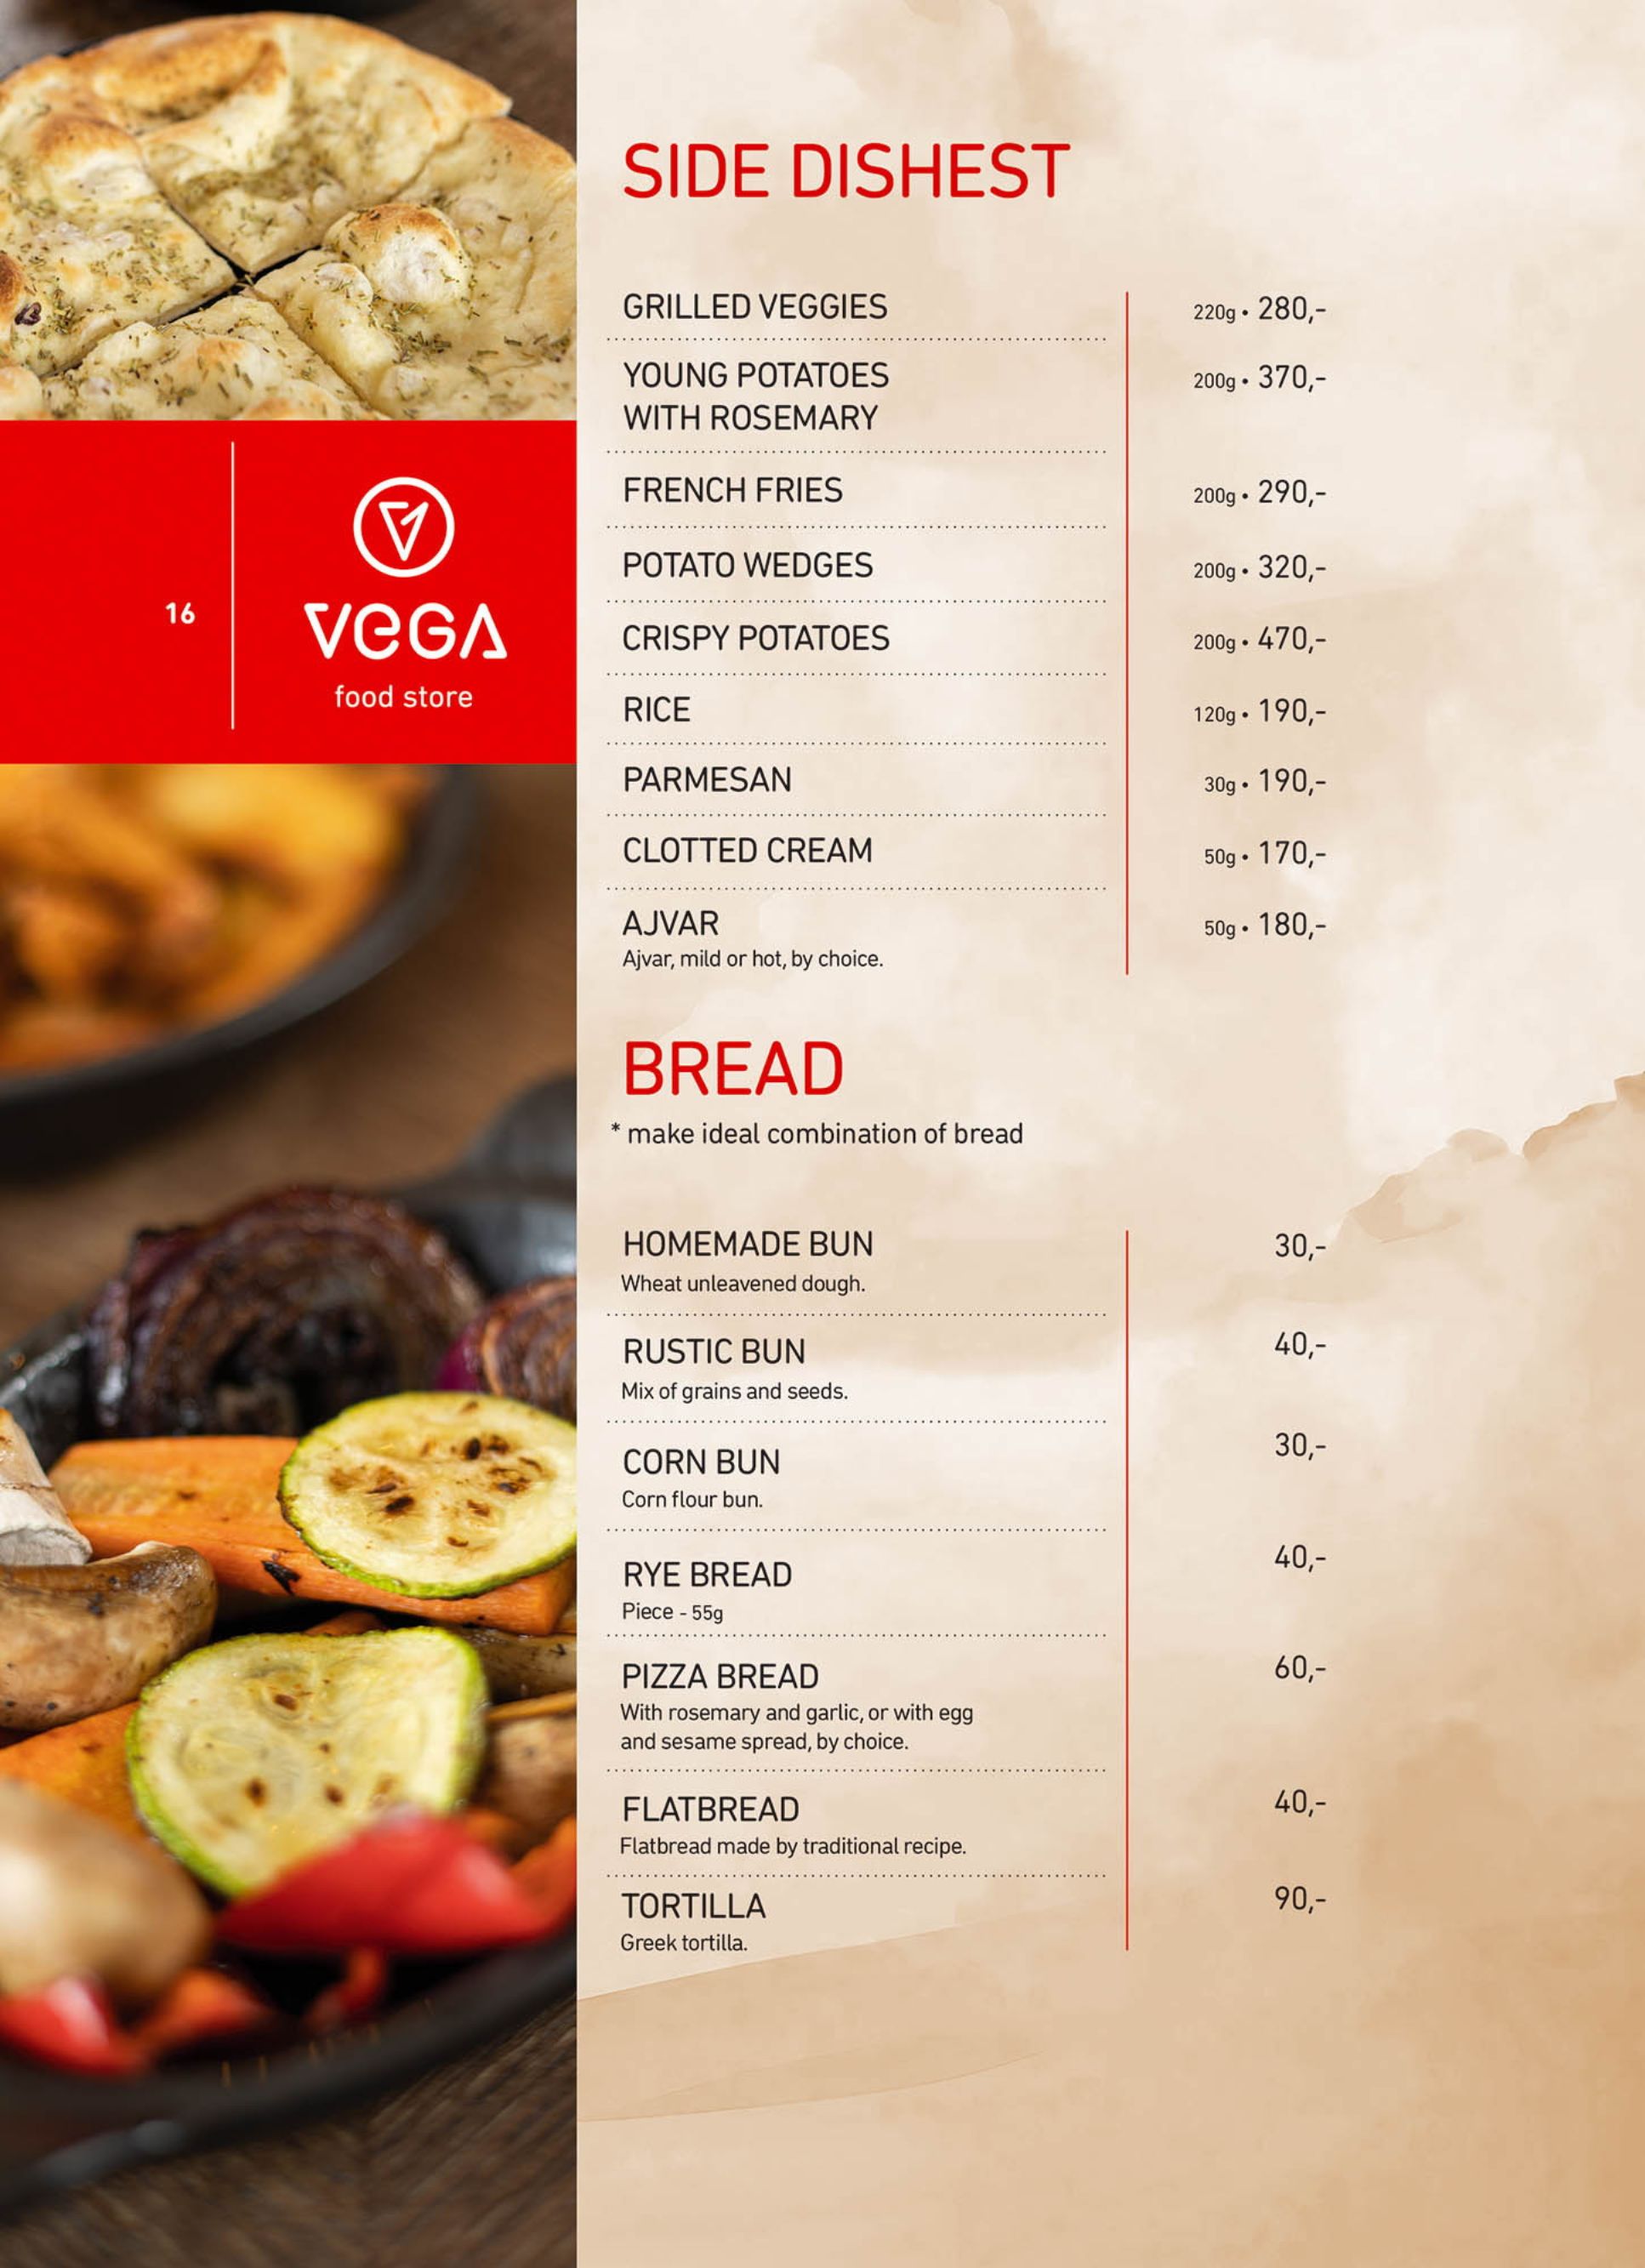 SIDE DISHEST
GRILLED VEGGIES 220g • 280,-
YOUNG POTATOES 200g • 370,-
WITH ROSEMARY
FRENCH FRIES 200g • 290,-
POTATO WEDGES 200g • 320,-
CRISPY POTATOES 200g • 470,-
RICE 120g • 190,-
PARMESAN 30g • 190,-
CLOTTED CREAM 50g • 170,-
AJVAR 50g • 180,-
Ajvar, mild or hot, by choice.
16
VEGA
food store
BREAD
* make ideal combination of bread
HOMEMADE BUN 30,-
Wheat unleavened dough.
RUSTIC BUN 40,-
Mix of grains and seeds.
CORN BUN 30,-
Corn flour bun.
RYE BREAD 40,-
Piece - 55g
PIZZA BREAD 60,-
With rosemary and garlic, or with egg
and sesame spread, by choice.
FLATBREAD 40,-
Flatbread made by traditional recipe.
TORTILLA 90,-
Greek tortilla.